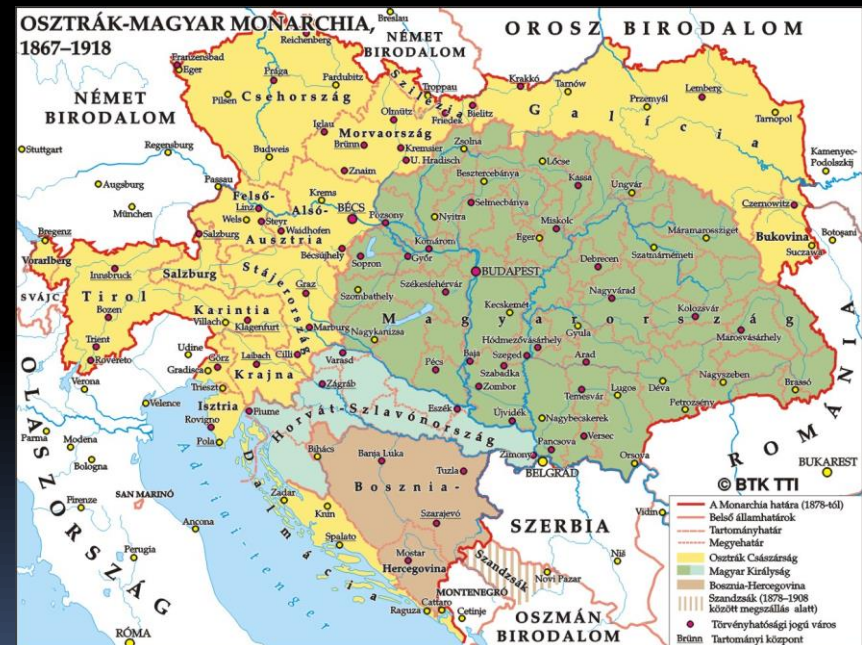 OSZTRÁK-MAGYAR MONARCHIA,
1867–1918
Reichenberg
Breslau
NÉMET
BIRODALOM
OROSZ BIRODALOM
Franzensbad
Eger
Prága
Pardubitz
Pilsen
Csehország
NÉMET
BIRODALOM
Szilézia
Troppau
Krakkó
Tarnów
Przemyśl
Lemberg
Tarnopol
Galícia
Olmütz
Friedek
Bielitz
Iglau
Morvaország
Brünn
Kremsier
U. Hradisch
Zsolna
Lőcse
Kamenyec-
Podolszkij
Stuttgart
Regensburg
Budweis
Znaim
Besztercebánya
Kassa
Ungvár
Passau
Krems
Selmecbánya
Augsburg
München
Felső-
Linz
Alsó-
BÉCS
Pozsony
Nyitra
Miskolc
Czernowitz
Wels
Steyr
Waidhofen
Ausztria
Salzburg
Eger
Máramarossziget
Bukovina
Botoșani
Suczawa
Bregenz
Vorarlberg
Bécsújhely
Sopron
Győr
Komárom
BUDAPEST
Debrecen
Szatmárnémeti
Innsbruck
Salzburg
Stájerország
SVÁJC
Tirol
Graz
Szombathely
Székesfehérvár
Nagyvárad
Bozen
Karintia
Kecskemét
Kolozsvár
Magyarország
Villach
Klagenfurt
Marburg
Nagykanizsa
Gyula
Marosvásárhely
Trient
Rovereto
Udine
Görz
Laibach
Cilli
Varasd
Pécs
Baja
Hódmezővásárhely
Szeged
Szabadka
Arad
Gradisca
Krajna
Verona
Trieszt
Zágráb
Zombor
Temesvár
Lugos
Déva
Nagyszeben
Brassó
Petrozsény
Velence
Isztria
Fiume
Horvát-Szlavónország
Eszék
Újvidék
Nagybecskerek
Rovigno
Pola
Pancsova
Versec
Parma
Modena
Bologna
Bihács
Banja Luka
Zimony
BELGRÁD
Orsova
ROMÁNIA
BUKAREST
OLASZORSZÁG
Adriai-tenger
Dalmácia
Tuzla
Bosznia-
Hercegovina
© BTK TTI
Zadar
SAN MARINÓ
Firenze
Szarajevó
SZERBIA
Vidin
Ancona
Knin
Spalato
Mostar
Szandzsák
Niš
Perugia
Novi Pazar
MONTENEGRÓ
RÓMA
Raguza
Cattaro
Cetinje
OSZMÁN
BIRODALOM
A Monarchia határa (1878-tól)
Belső államhatárok
Tartományhatár
Megyehatár
Osztrák Császárság
Magyar Királyság
Bosznia-Hercegovina
Szandzsák (1878–1908
között megszállás alatt)
Törvényhatósági jogú város
Brünn Tartományi központ